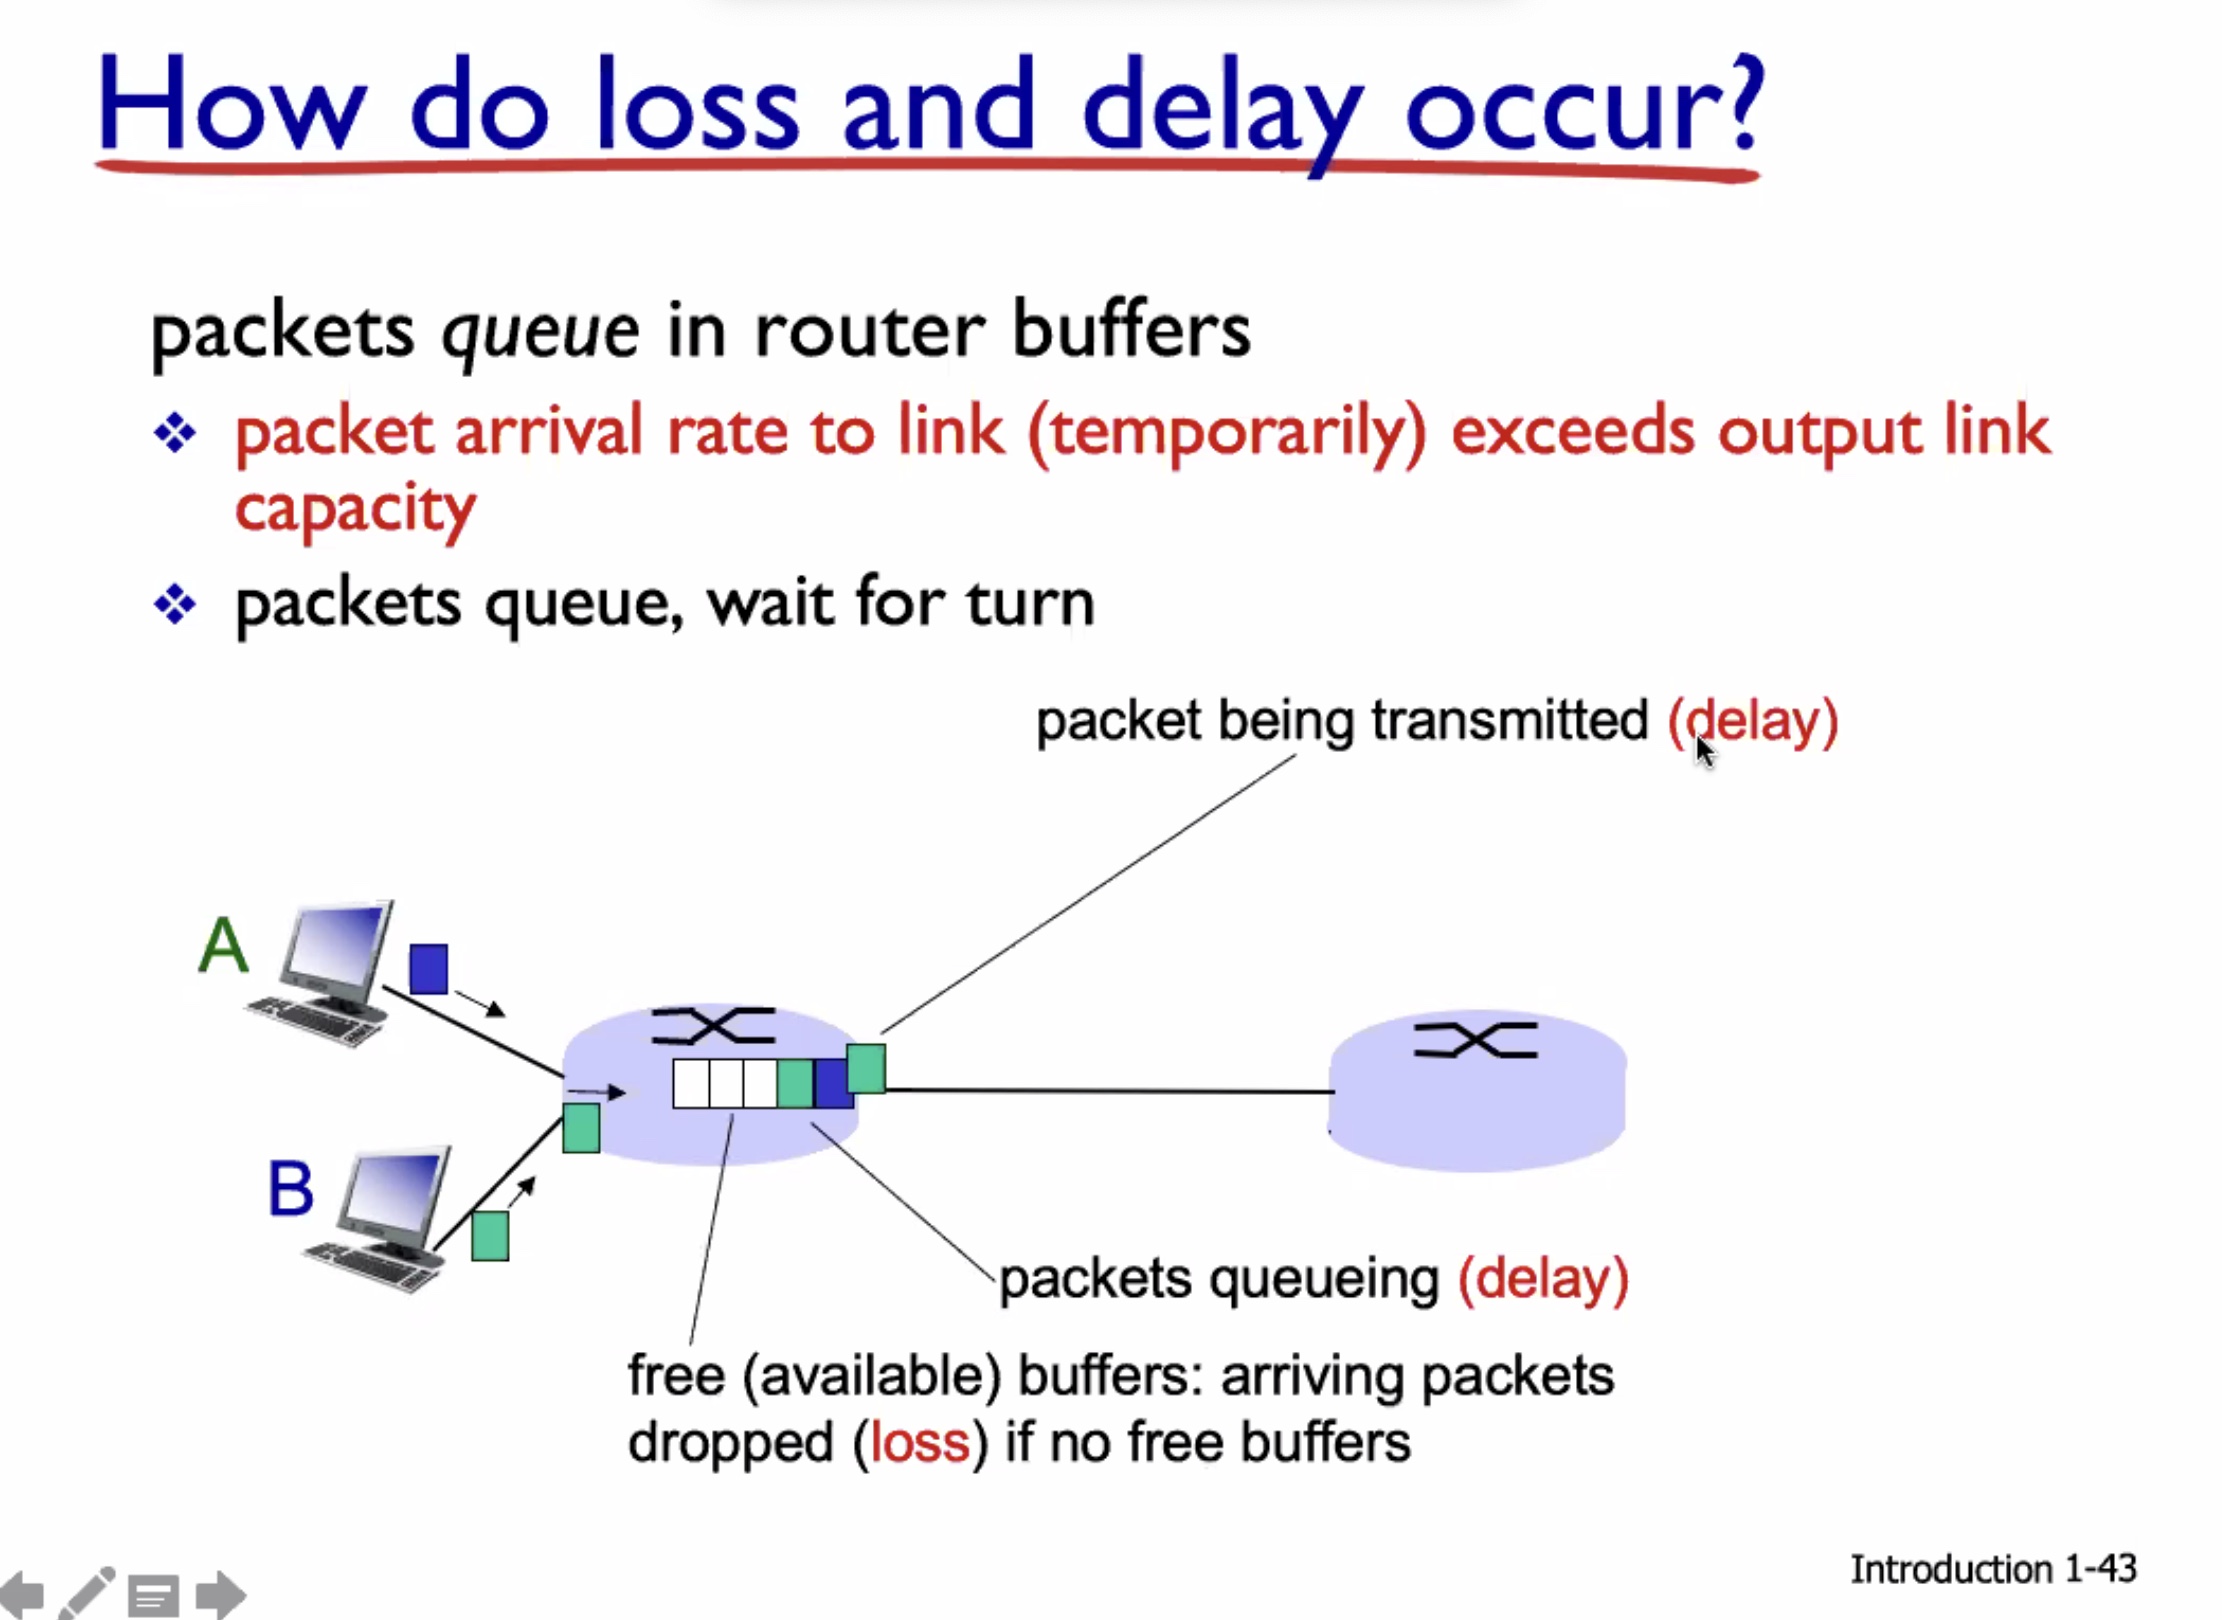 How do loss and delay occur?
packets queue in router buffers
packet arrival rate to link (temporarily) exceeds output link
capacity
packets queue, wait for turn
packet being transmitted (delay)
A
B
packets queueing (delay)
free (available) buffers: arriving packets
dropped (loss) if no free buffers
Introduction 1-43